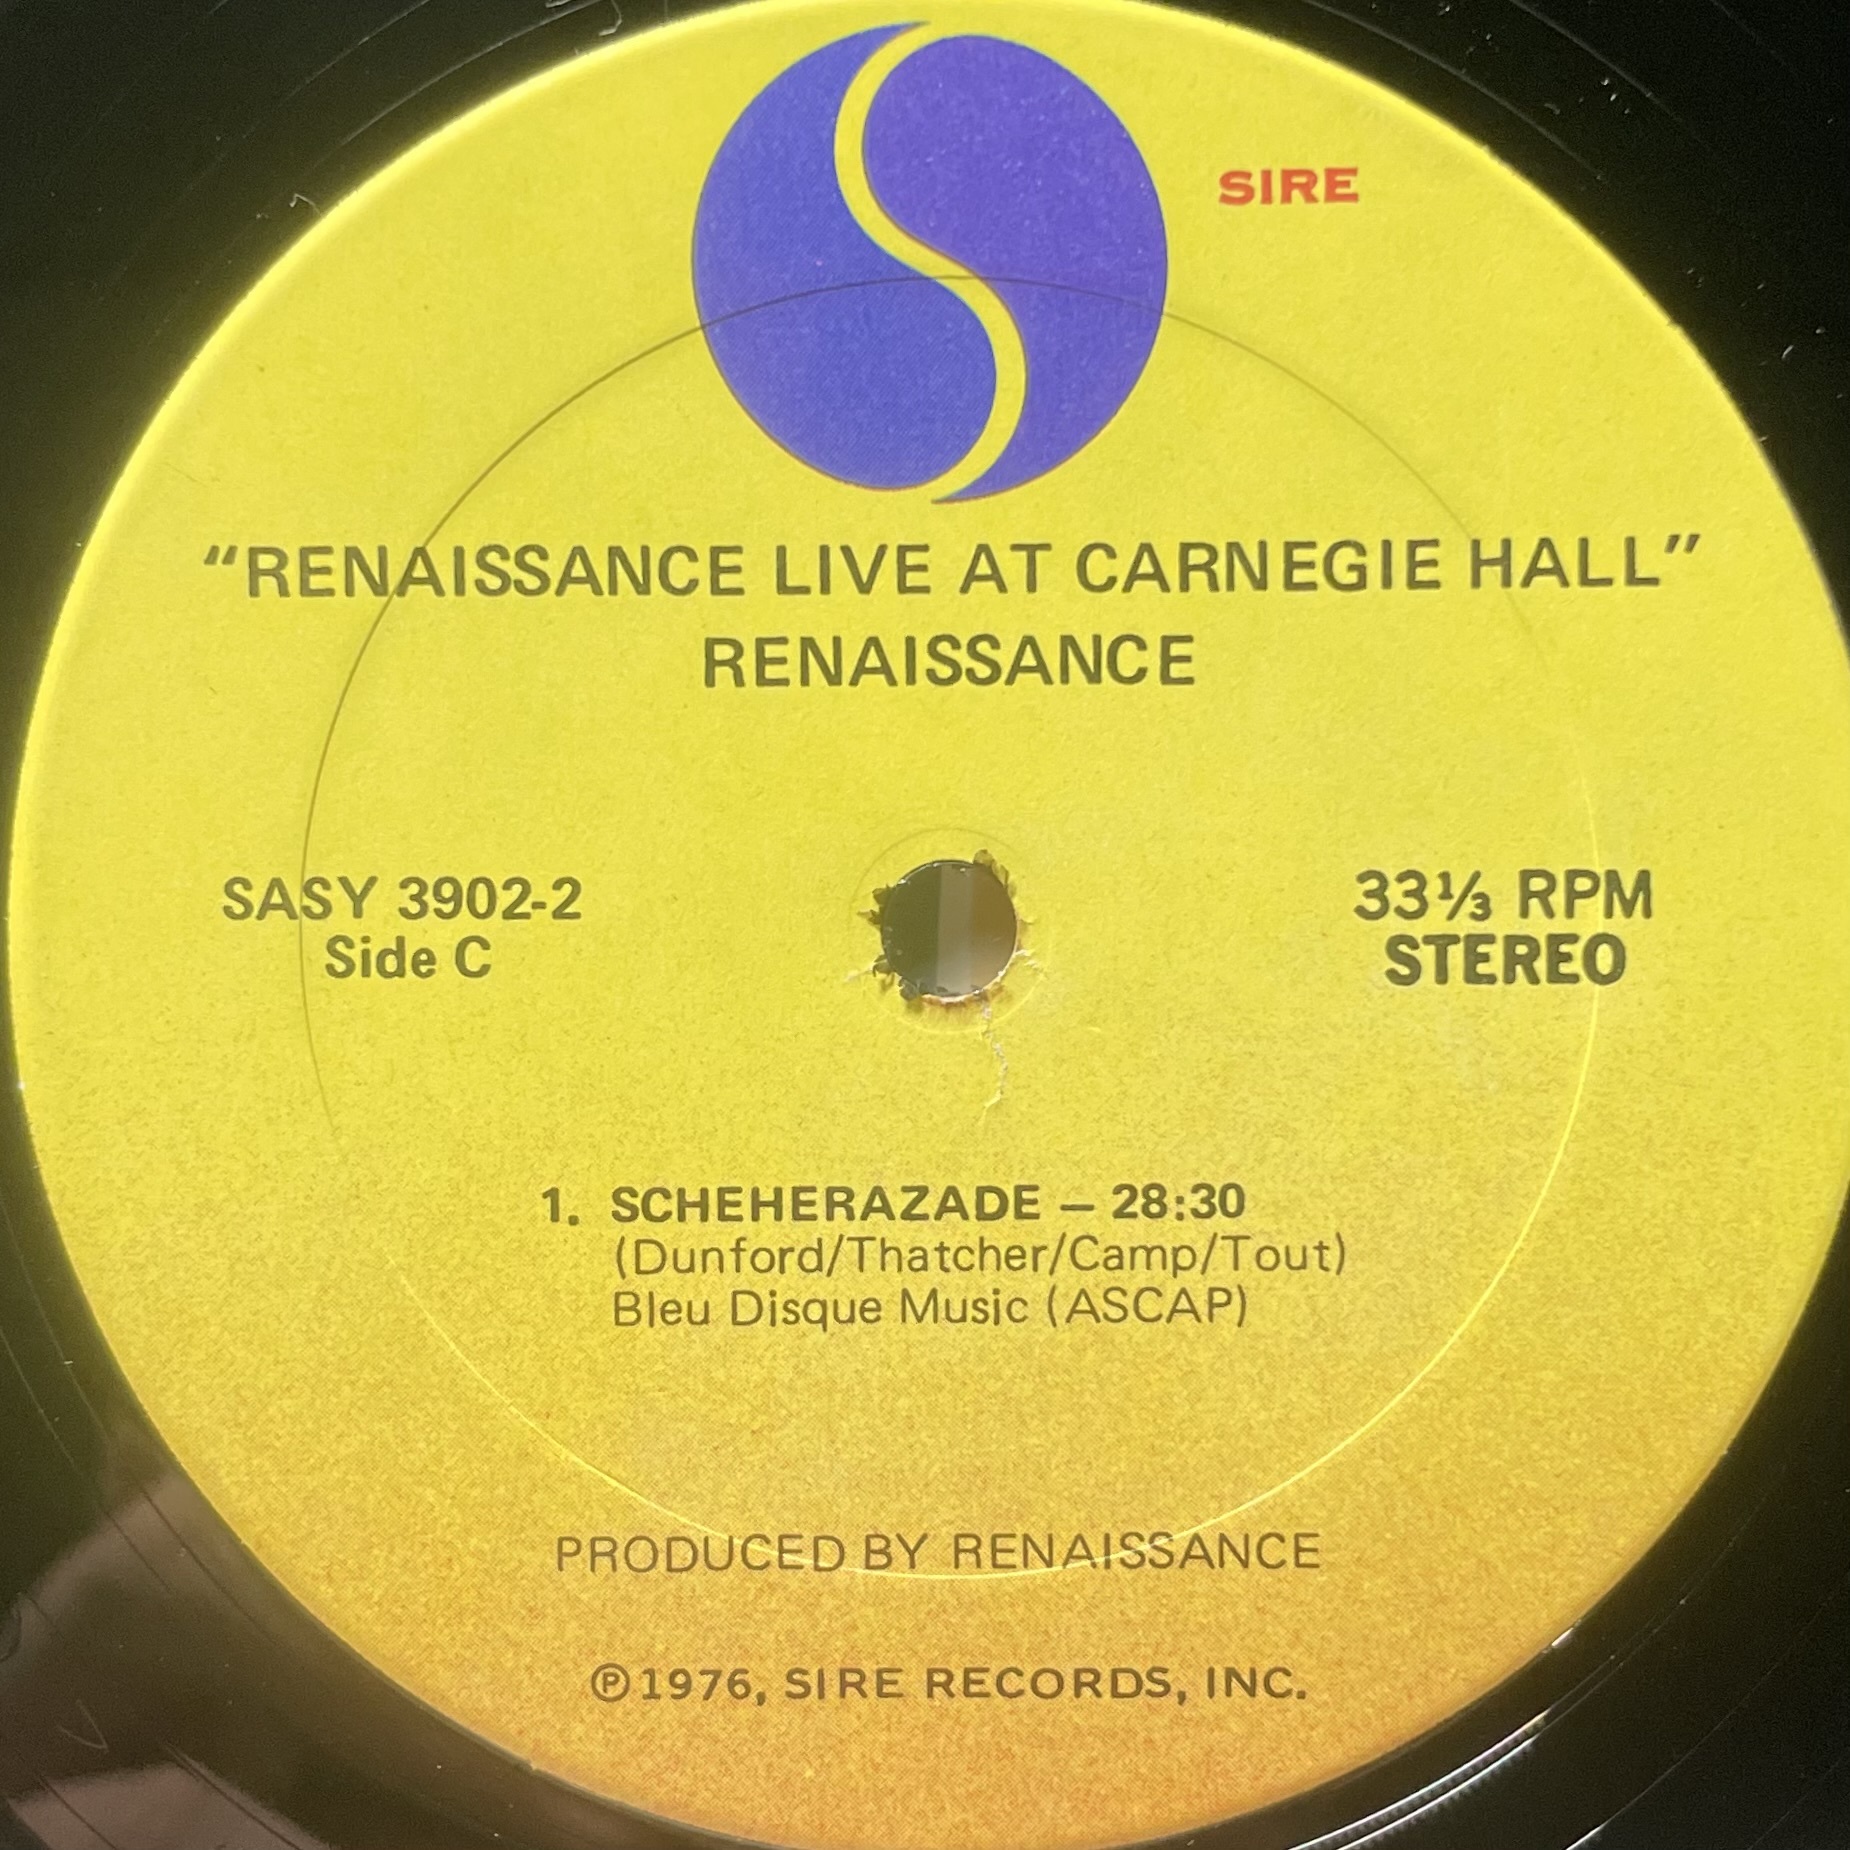 SIRE
“RENAISSANCE LIVE AT CARNEGIE HALL”
RENAISSANCE
SASY 3902-2
Side C
33⅓ RPM
STEREO
1. SCHEHERAZADE – 28:30
(Dunford/Thatcher/Camp/Tout)
Bleu Disque Music (ASCAP)
PRODUCED BY RENAISSANCE
℗1976, SIRE RECORDS, INC.